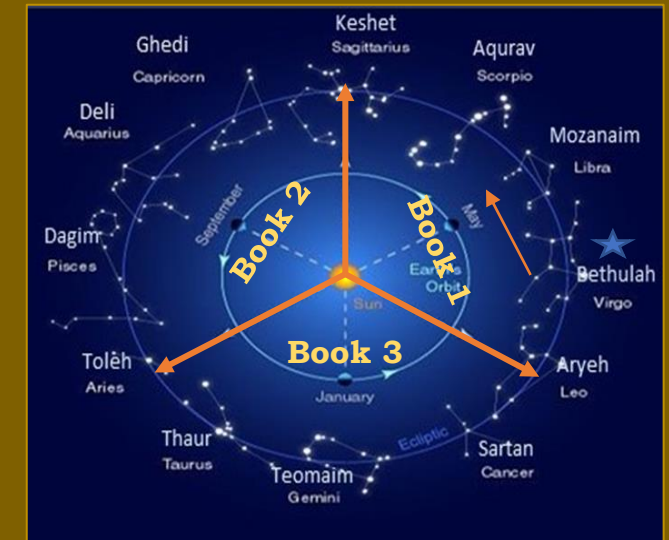 Keshet
Sagittarius
Ghedi
Capricorn
Aqurav
Scorpio
Deli
Aquarius
Mozanaim
Libra
September
May
Book 2
Book 1
Dagim
Pisces
Bethulah
Virgo
Earth's
Orbit
Sun
Book 3
Toleh
Aries
January
Aryeh
Leo
Thaur
Taurus
Ecliptic
Teomaim
Gemini
Sartan
Cancer